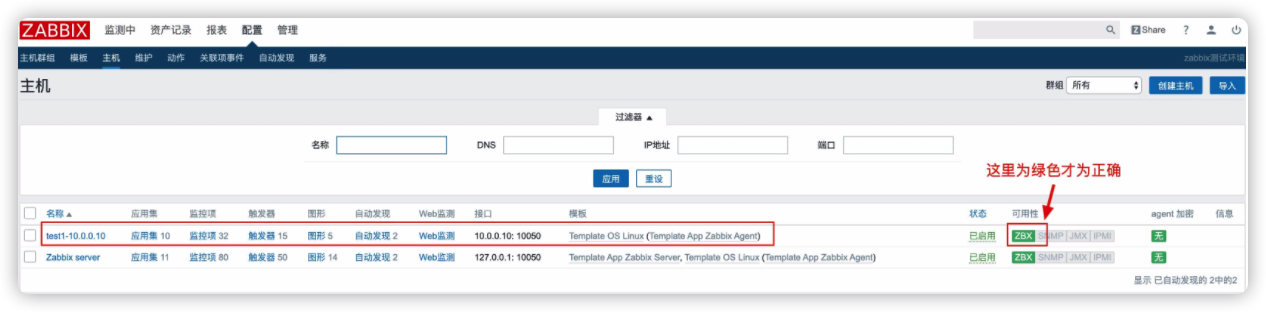 ZABBIX 监测中 资产记录 报表 配置 管理 Z Share ?
主机群组 模板 主机 维护 动作 关联项事件 自动发现 服务 zabbix测试环境
主机 群组 所有 创建主机 导入
过滤器 ▲
名称 DNS IP地址 端口
应用 重设
这里为绿色才为正确
名称 ▲ 应用集 监控项 触发器 图形 自动发现 Web监测 接口 模板 状态 可用性 agent 加密 信息
test1-10.0.0.10 应用集 10 监控项 32 触发器 15 图形 5 自动发现 2 Web监测 10.0.0.10: 10050 Template OS Linux (Template App Zabbix Agent) 已启用 ZBX SNMP JMX IPMI 无
Zabbix server 应用集 11 监控项 80 触发器 50 图形 14 自动发现 2 Web监测 127.0.0.1: 10050 Template App Zabbix Server, Template OS Linux (Template App Zabbix Agent) 已启用 ZBX SNMP JMX IPMI 无
显示 已自动发现的 2中的2